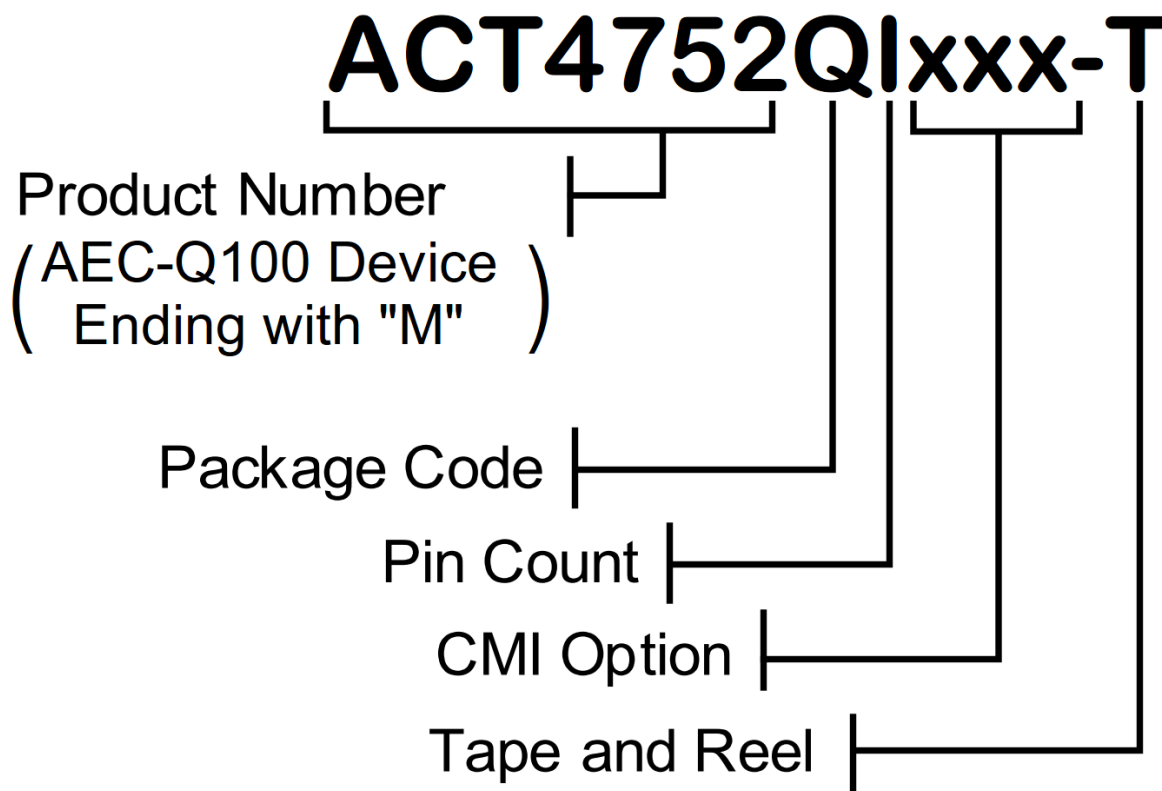 ACT4752QIxxx-T
Product Number
(AEC-Q100 Device
Ending with "M")
Package Code
Pin Count
CMI Option
Tape and Reel